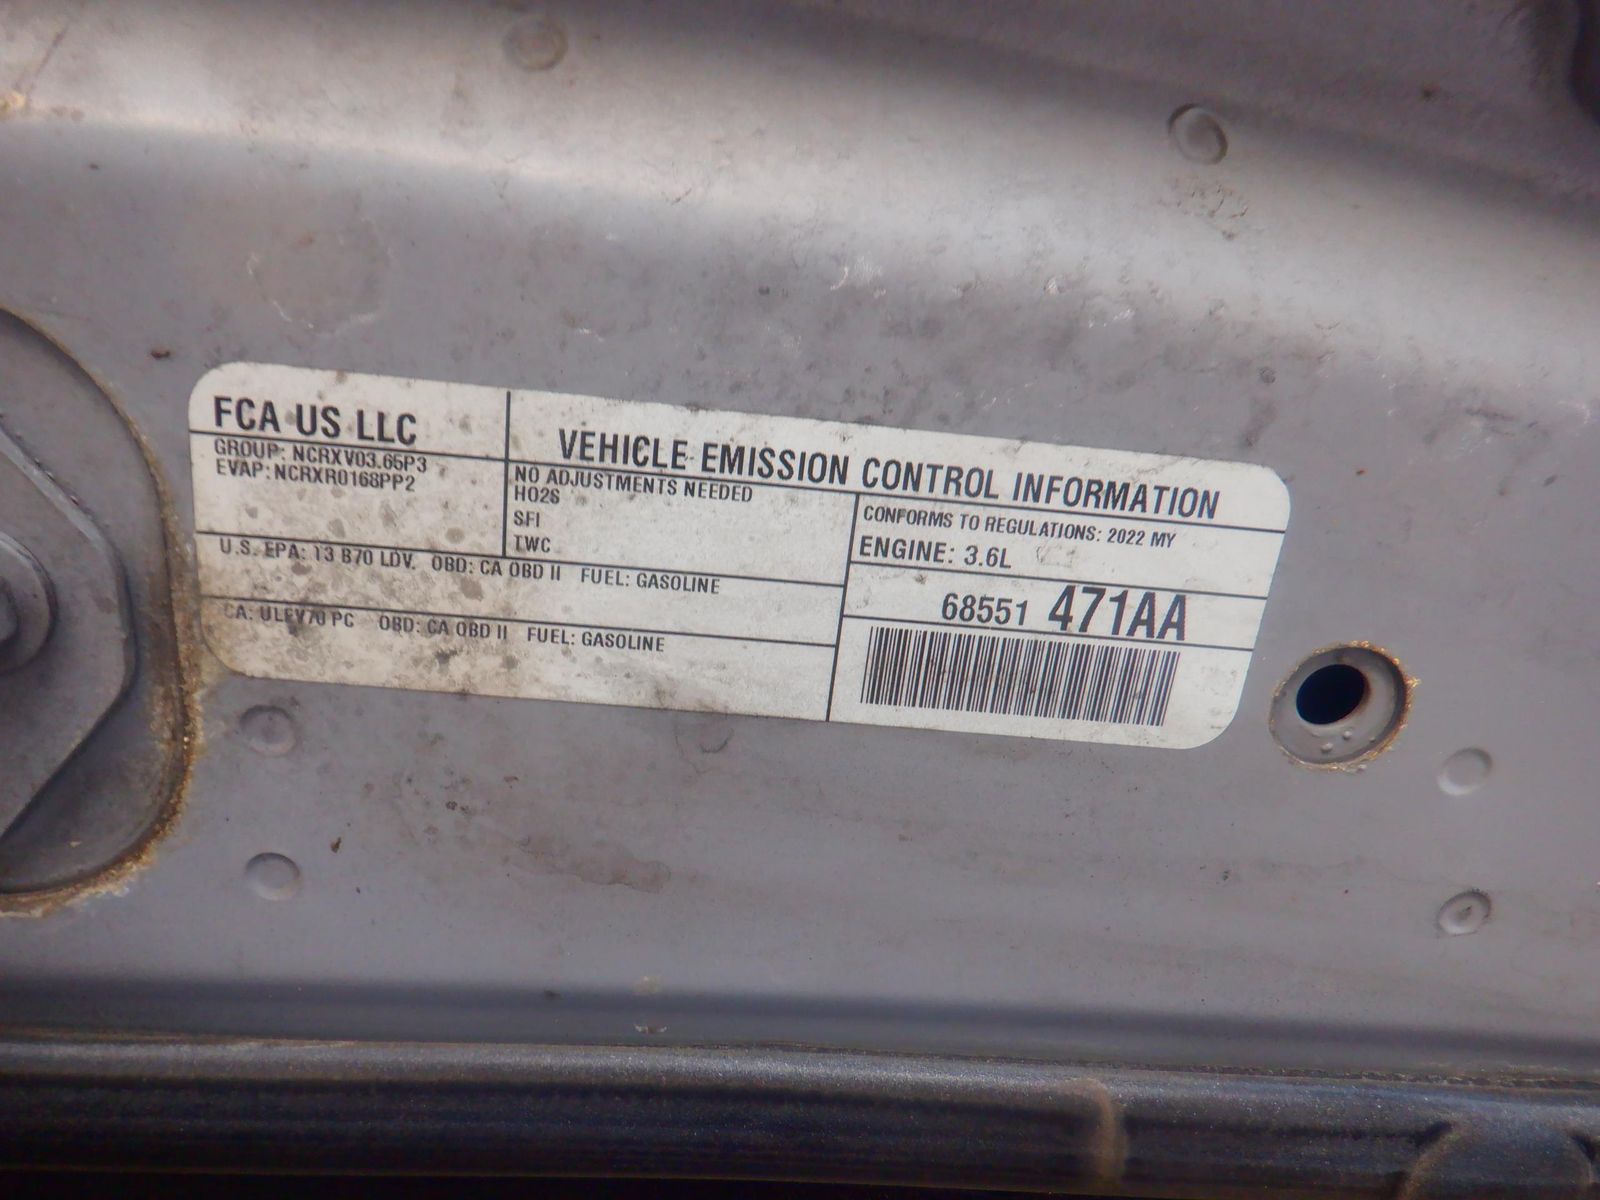 FCA US LLC
GROUP: NCRXV03.65P3
EVAP: NCRXR0168PP2
VEHICLE EMISSION CONTROL INFORMATION
NO ADJUSTMENTS NEEDED
HO2S
SFI
TWC
CONFORMS TO REGULATIONS: 2022 MY
ENGINE: 3.6L
68551 471AA
U.S. EPA: T3 B70 LDV. OBD: CA OBD II FUEL: GASOLINE
CA: ULEV70 PC OBD: CA OBD II FUEL: GASOLINE